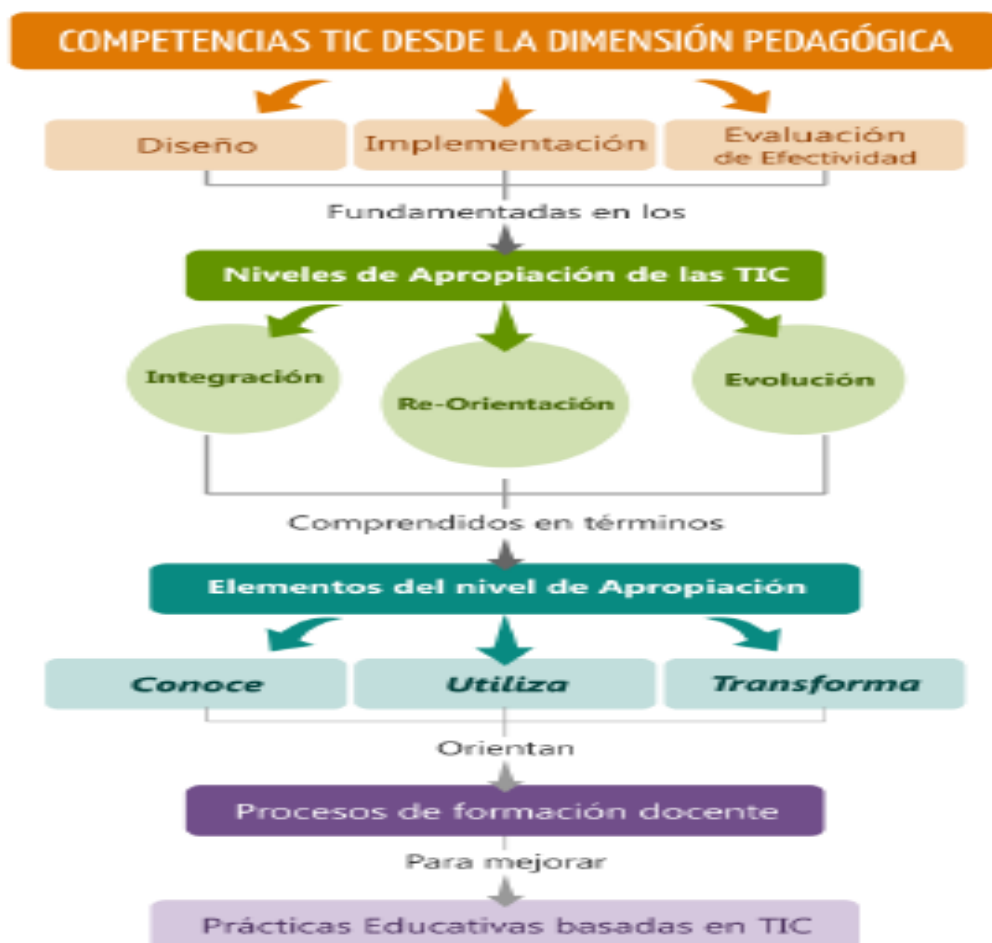 COMPETENCIAS TIC DESDE LA DIMENSIÓN PEDAGÓGICA
Diseño
Implementación
Evaluación
de Efectividad
Fundamentadas en los
Niveles de Apropiación de las TIC
Integración
Re-Orientación
Evolución
Comprendidos en términos
Elementos del nivel de Apropiación
Conoce
Utiliza
Transforma
Orientan
Procesos de formación docente
Para mejorar
Prácticas Educativas basadas en TIC